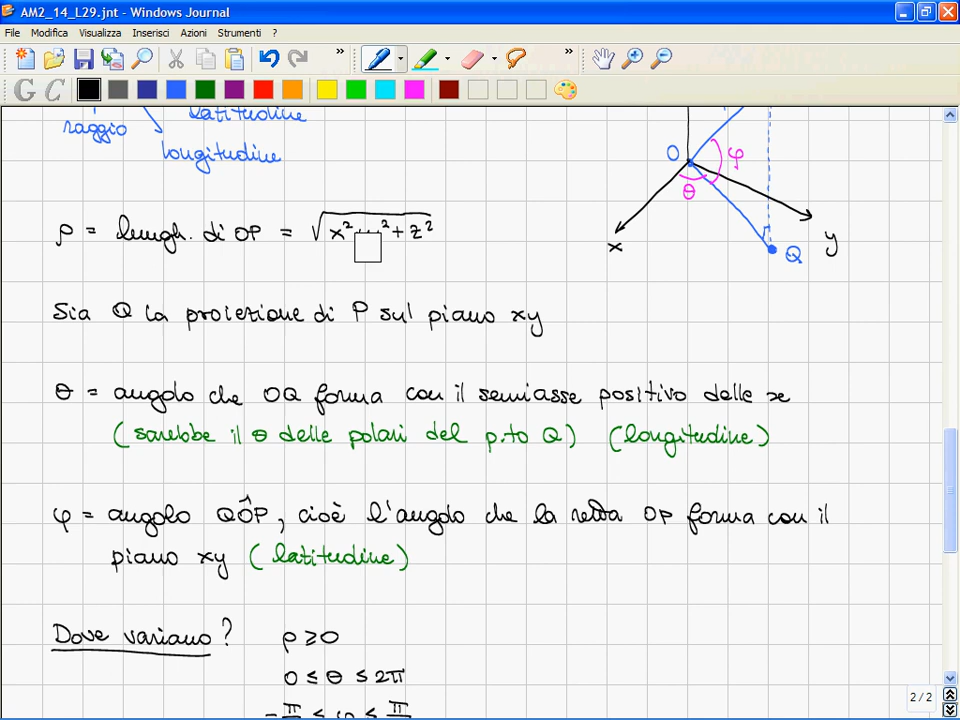 AM2_14_L29.jnt - Windows Journal
File Modifica Visualizza Inserisci Azioni Strumenti ?
G C
latitudine
raggio
longitudine
O φ
θ
x y Q
ρ = lungh. di OP = √x² ² + z²
Sia Q la proiezione di P sul piano xy
θ = angolo che OQ forma con il semiasse positivo delle x
(sarebbe il θ delle polari del p.to Q) (longitudine)
φ = angolo QÔP, cioè l'angolo che la retta OP forma con il
piano xy (latitudine)
Dove variano? ρ ≥ 0
0 ≤ θ ≤ 2π
-π ≤ φ ≤ π
2 / 2